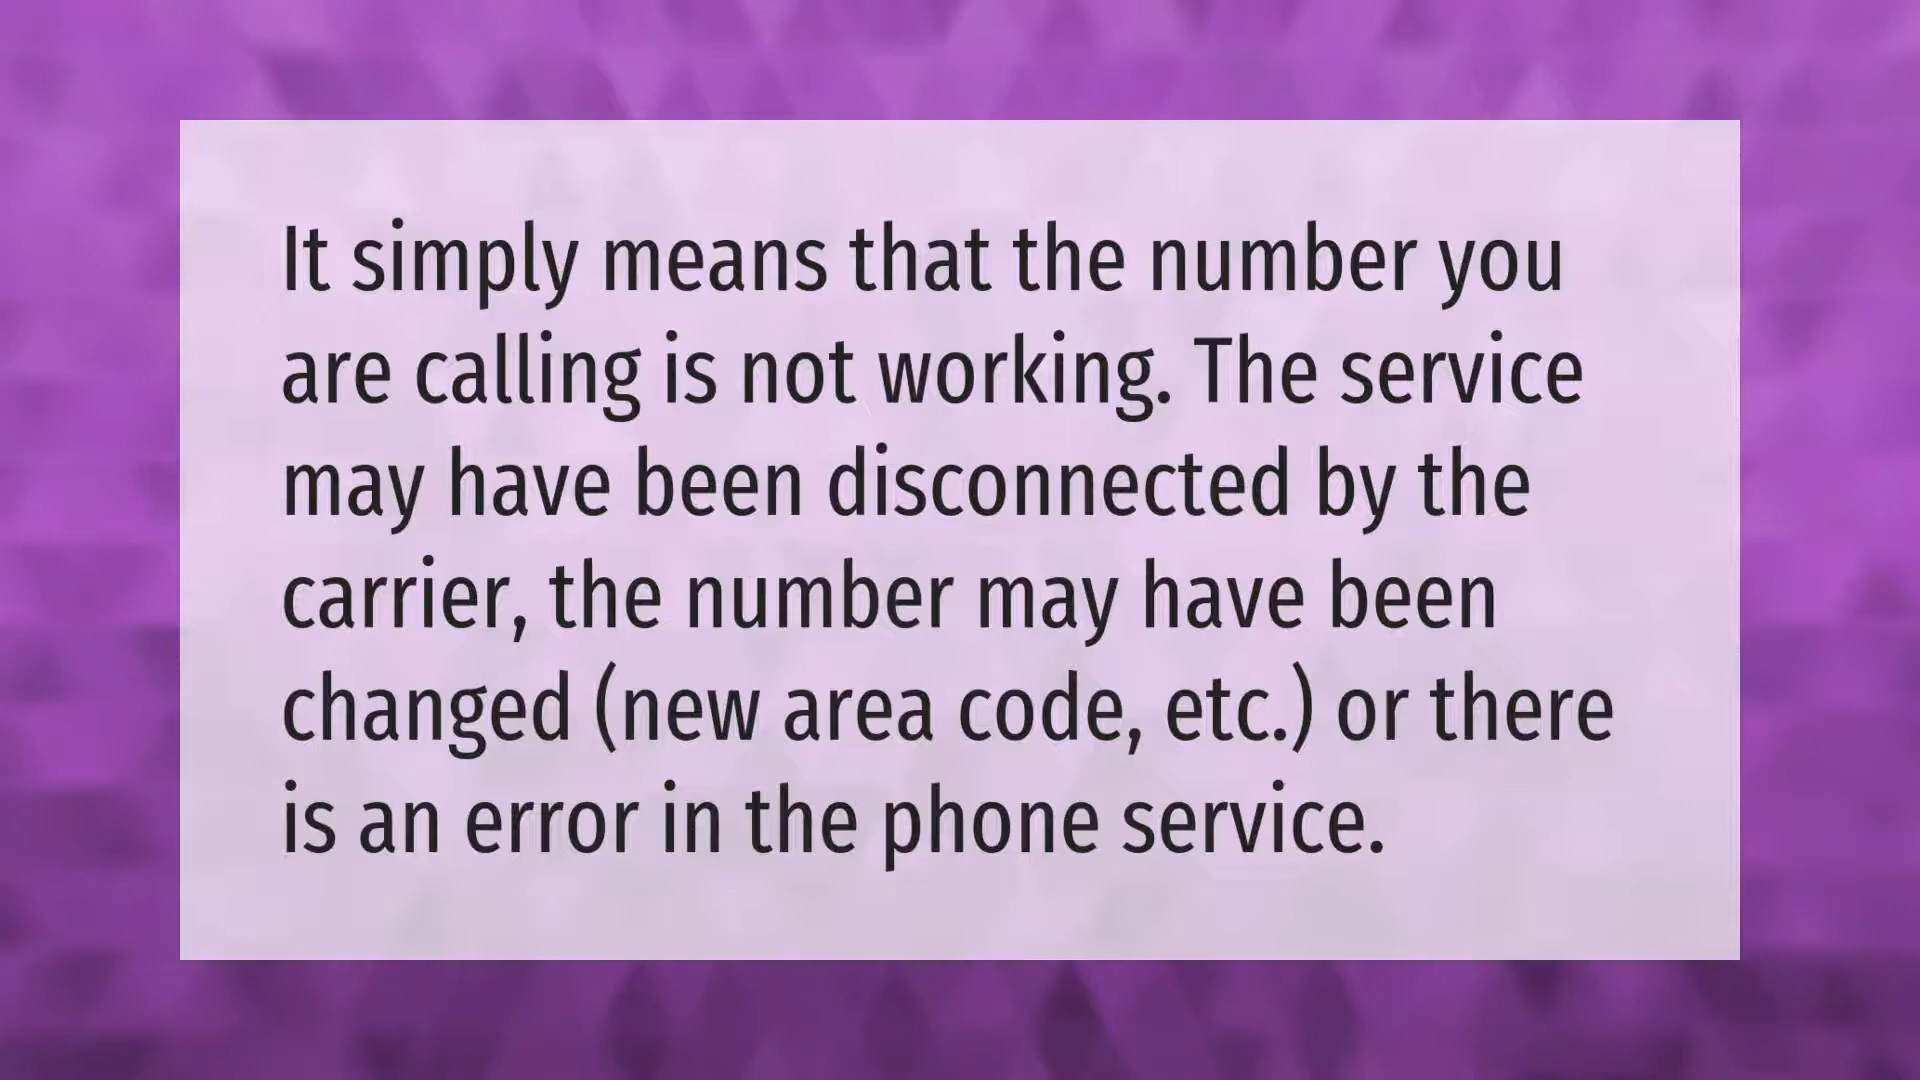 It simply means that the number you
are calling is not working. The service
may have been disconnected by the
carrier, the number may have been
changed (new area code, etc.) or there
is an error in the phone service.